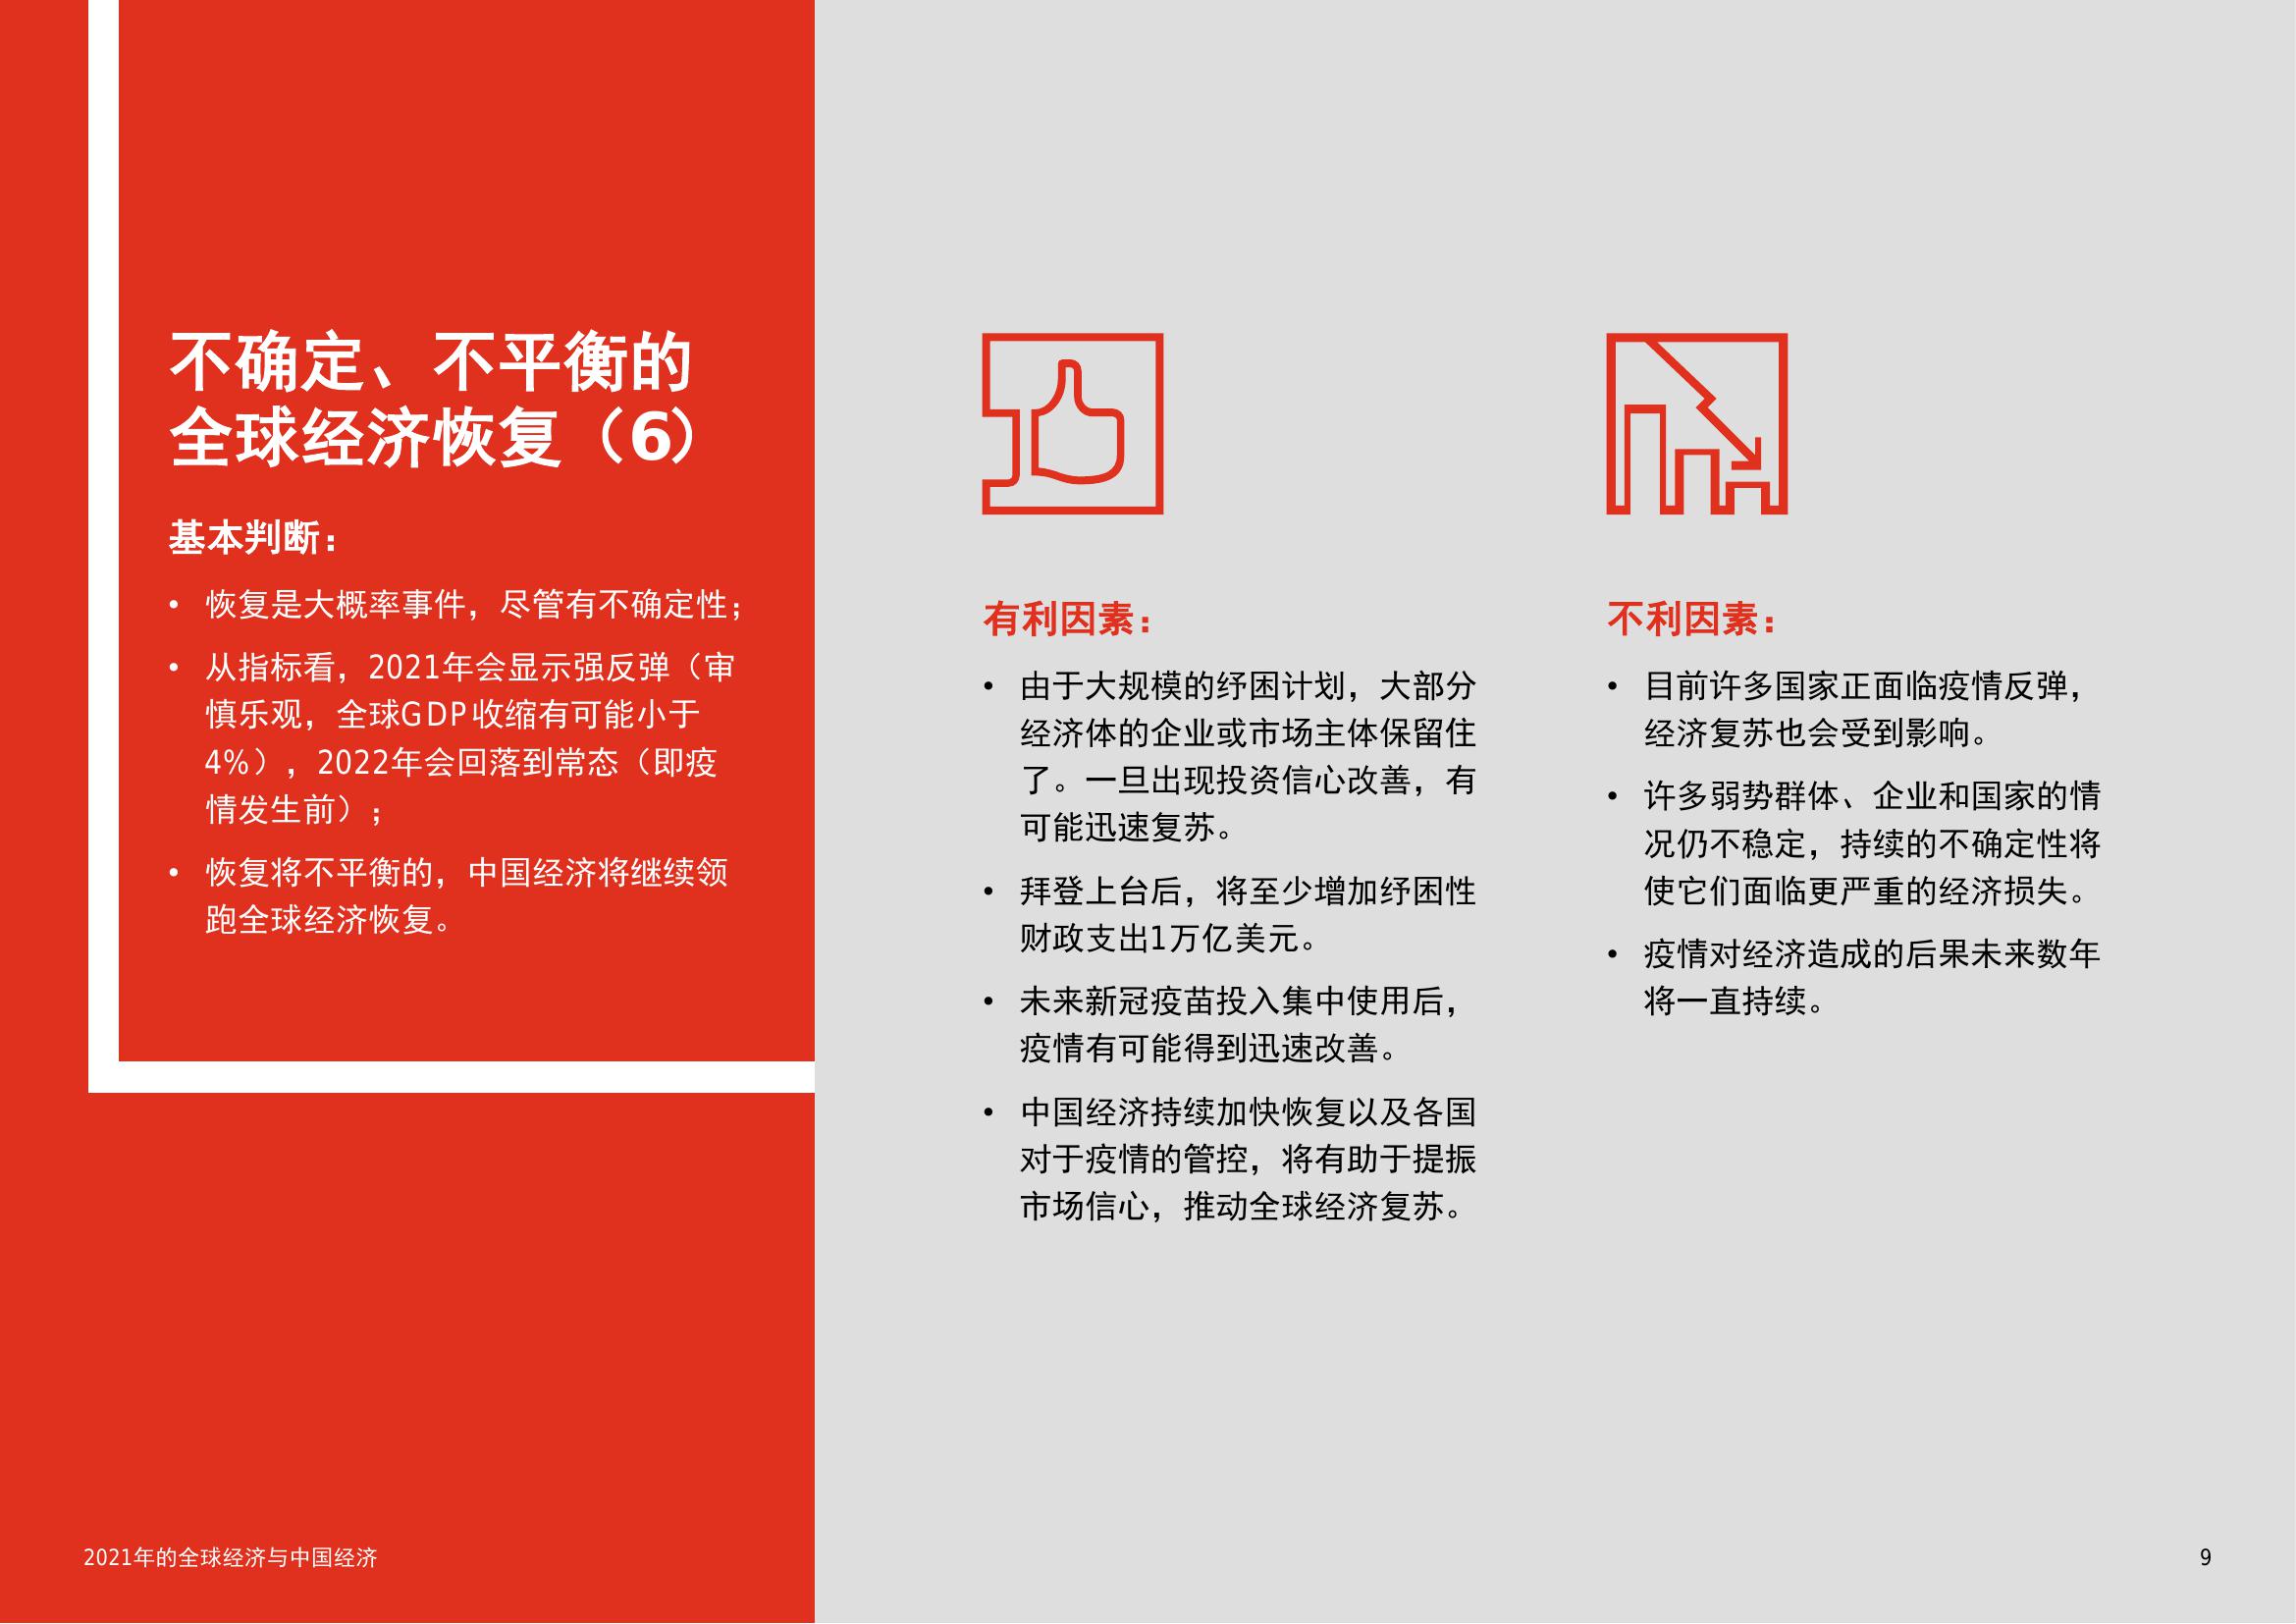 不确定、不平衡的
全球经济恢复（6）
基本判断：
• 恢复是大概率事件，尽管有不确定性；
• 从指标看，2021年会显示强反弹（审
慎乐观，全球GDP收缩有可能小于
4%），2022年会回落到常态（即疫
情发生前）；
• 恢复将不平衡的，中国经济将继续领
跑全球经济恢复。
有利因素：
• 由于大规模的纾困计划，大部分
经济体的企业或市场主体保留住
了。一旦出现投资信心改善，有
可能迅速复苏。
• 拜登上台后，将至少增加纾困性
财政支出1万亿美元。
• 未来新冠疫苗投入集中使用后，
疫情有可能得到迅速改善。
• 中国经济持续加快恢复以及各国
对于疫情的管控，将有助于提振
市场信心，推动全球经济复苏。
不利因素：
• 目前许多国家正面临疫情反弹，
经济复苏也会受到影响。
• 许多弱势群体、企业和国家的情
况仍不稳定，持续的不确定性将
使它们面临更严重的经济损失。
• 疫情对经济造成的后果未来数年
将一直持续。
2021年的全球经济与中国经济
9